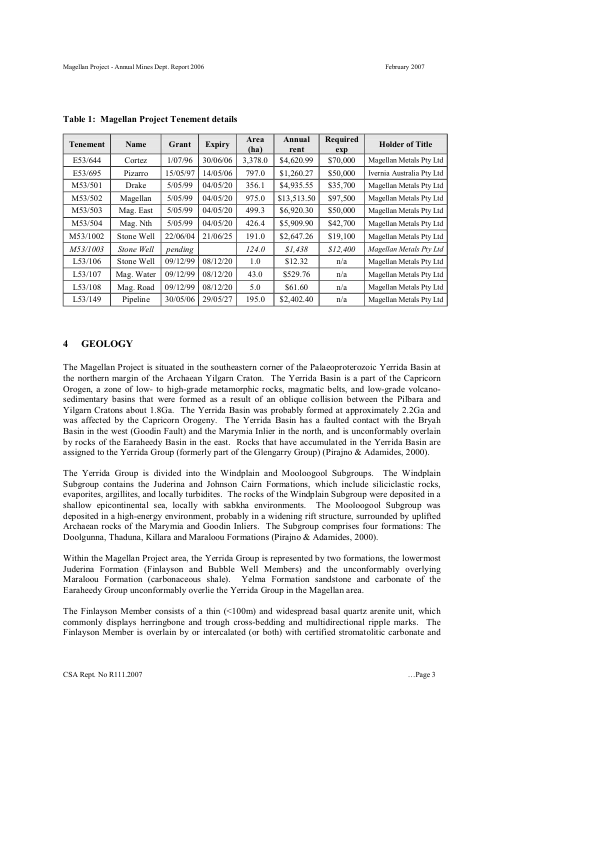 Magellan Project - Annual Mines Dept. Report 2006 February 2007
Table 1: Magellan Project Tenement details
Tenement Name Grant Expiry Area (ha) Annual rent Required exp Holder of Title
E53/644 Cortez 1/07/96 30/06/06 3,378.0 $4,620.99 $70,000 Magellan Metals Pty Ltd
E53/695 Pizarro 15/05/97 14/05/06 797.0 $1,260.27 $50,000 Ivernia Australia Pty Ltd
M53/501 Drake 5/05/99 04/05/20 356.1 $4,935.55 $35,700 Magellan Metals Pty Ltd
M53/502 Magellan 5/05/99 04/05/20 975.0 $13,513.50 $97,500 Magellan Metals Pty Ltd
M53/503 Mag. East 5/05/99 04/05/20 499.3 $6,920.30 $50,000 Magellan Metals Pty Ltd
M53/504 Mag. Nth 5/05/99 04/05/20 426.4 $5,909.90 $42,700 Magellan Metals Pty Ltd
M53/1002 Stone Well 22/06/04 21/06/25 191.0 $2,647.26 $19,100 Magellan Metals Pty Ltd
M53/1003 Stone Well pending 124.0 $1,438 $12,400 Magellan Metals Pty Ltd
L53/106 Stone Well 09/12/99 08/12/20 1.0 $12.32 n/a Magellan Metals Pty Ltd
L53/107 Mag. Water 09/12/99 08/12/20 43.0 $529.76 n/a Magellan Metals Pty Ltd
L53/108 Mag. Road 09/12/99 08/12/20 5.0 $61.60 n/a Magellan Metals Pty Ltd
L53/149 Pipeline 30/05/06 29/05/27 195.0 $2,402.40 n/a Magellan Metals Pty Ltd
4 GEOLOGY
The Magellan Project is situated in the southeastern corner of the Palaeoproterozoic Yerrida Basin at
the northern margin of the Archaean Yilgarn Craton. The Yerrida Basin is a part of the Capricorn
Orogen, a zone of low- to high-grade metamorphic rocks, magmatic belts, and low-grade volcano-
sedimentary basins that were formed as a result of an oblique collision between the Pilbara and
Yilgarn Cratons about 1.8Ga. The Yerrida Basin was probably formed at approximately 2.2Ga and
was affected by the Capricorn Orogeny. The Yerrida Basin has a faulted contact with the Bryah
Basin in the west (Goodin Fault) and the Marymia Inlier in the north, and is unconformably overlain
by rocks of the Earaheedy Basin in the east. Rocks that have accumulated in the Yerrida Basin are
assigned to the Yerrida Group (formerly part of the Glengarry Group) (Pirajno & Adamides, 2000).
The Yerrida Group is divided into the Windplain and Mooloogool Subgroups. The Windplain
Subgroup contains the Juderina and Johnson Cairn Formations, which include siliciclastic rocks,
evaporites, argillites, and locally turbidites. The rocks of the Windplain Subgroup were deposited in a
shallow epicontinental sea, locally with sabkha environments. The Mooloogool Subgroup was
deposited in a high-energy environment, probably in a widening rift structure, surrounded by uplifted
Archaean rocks of the Marymia and Goodin Inliers. The Subgroup comprises four formations: The
Doolgunna, Thaduna, Killara and Maraloou Formations (Pirajno & Adamides, 2000).
Within the Magellan Project area, the Yerrida Group is represented by two formations, the lowermost
Juderina Formation (Finlayson and Bubble Well Members) and the unconformably overlying
Maraloou Formation (carbonaceous shale). Yelma Formation sandstone and carbonate of the
Earaheedy Group unconformably overlie the Yerrida Group in the Magellan area.
The Finlayson Member consists of a thin (<100m) and widespread basal quartz arenite unit, which
commonly displays herringbone and trough cross-bedding and multidirectional ripple marks. The
Finlayson Member is overlain by or intercalated (or both) with certified stromatolitic carbonate and
CSA Rept. No R111.2007 …Page 3